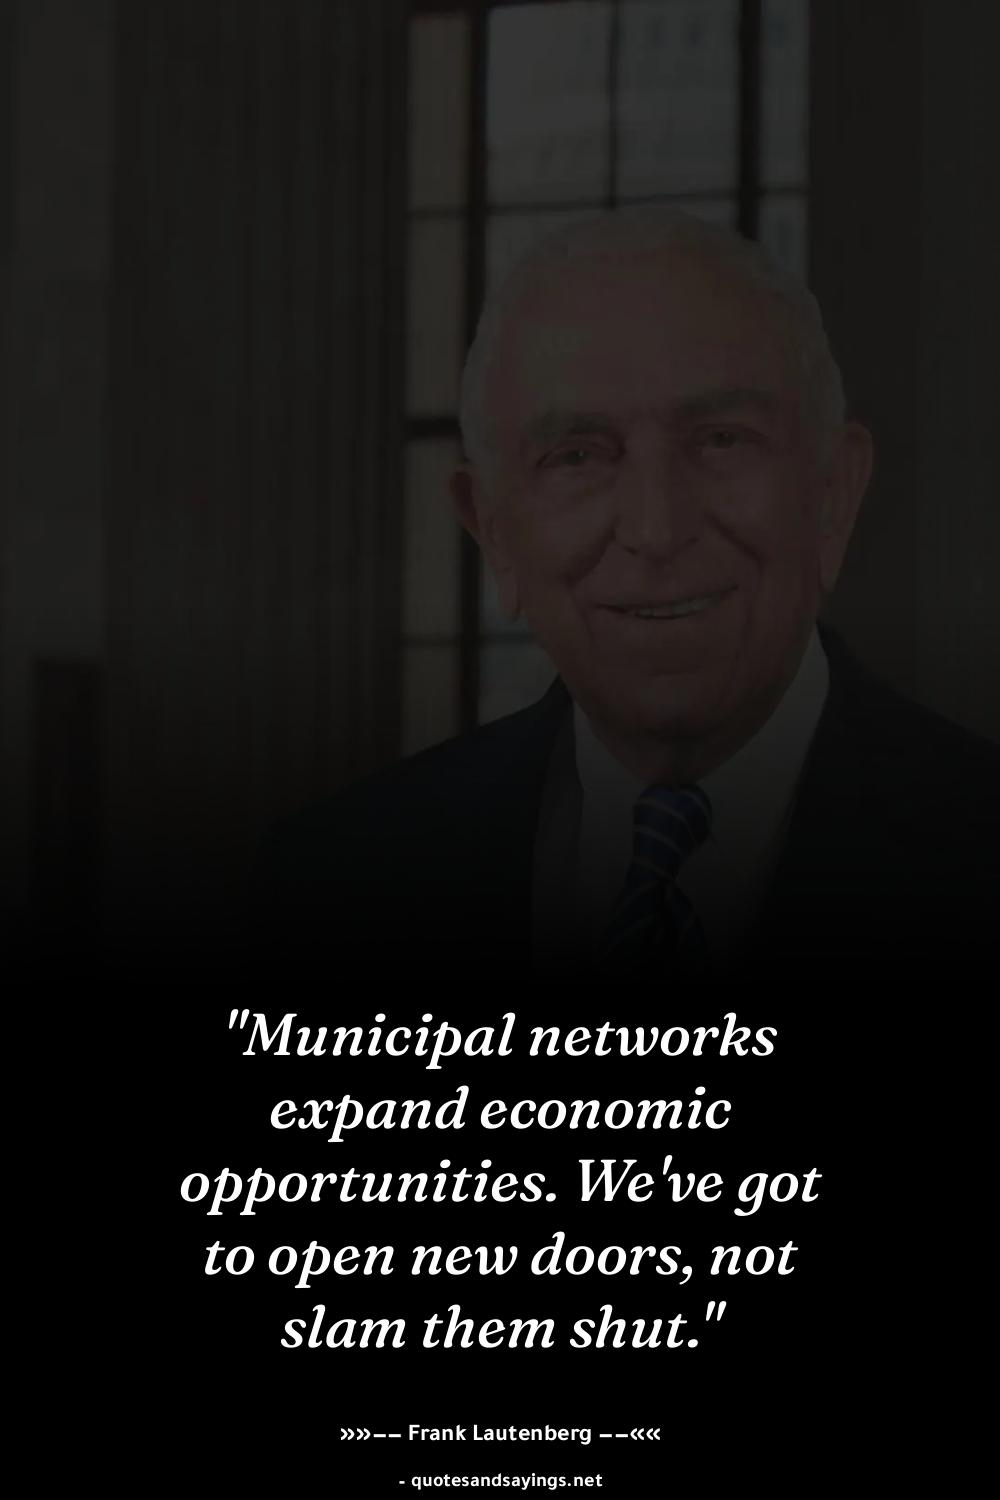 "Municipal networks
expand economic
opportunities. We've got
to open new doors, not
slam them shut."
»»–– Frank Lautenberg ––««
- quotesandsayings.net